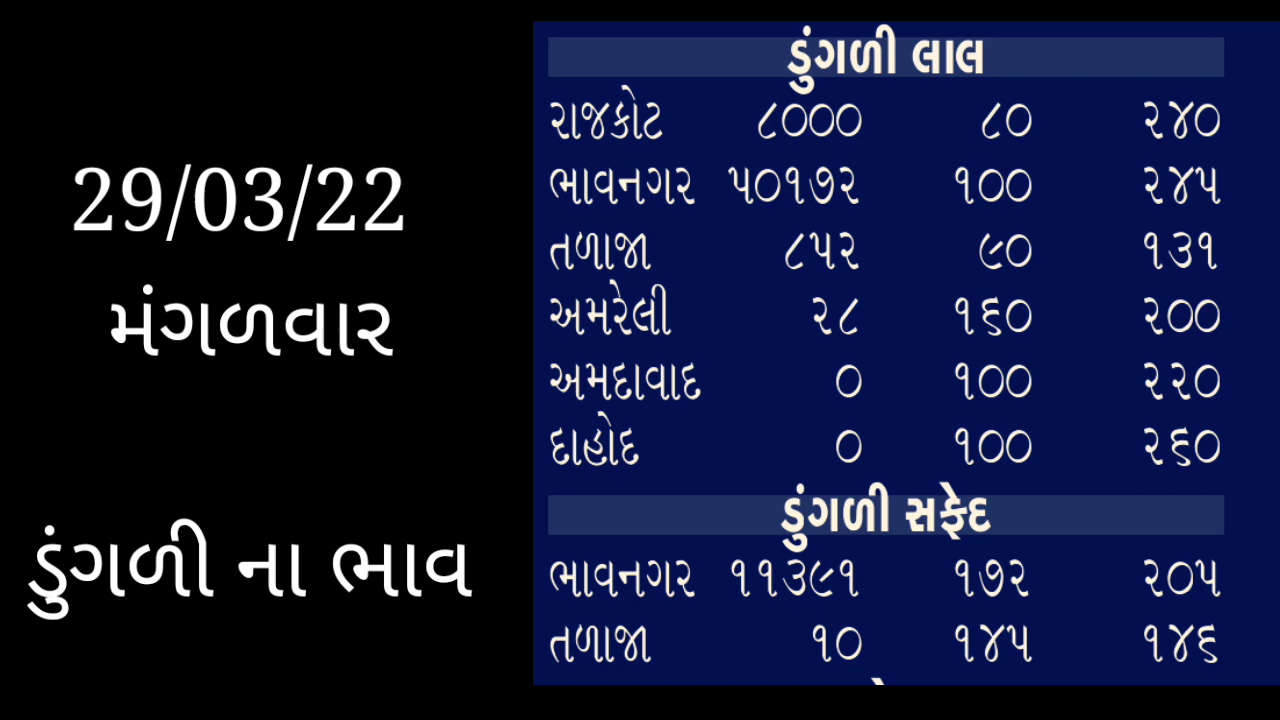 29/03/22
મંગળવાર
ડુંગળી ના ભાવ
ડુંગળી લાલ
રાજકોટ ૮૦૦૦ ૮૦ ૨૪૦
ભાવનગર ૫૦૧૭૨ ૧૦૦ ૨૪૫
તળાજા ૮૫૨ ૯૦ ૧૩૧
અમરેલી ૨૮ ૧૬૦ ૨૦૦
અમદાવાદ ૦ ૧૦૦ ૨૨૦
દાહોદ ૦ ૧૦૦ ૨૬૦
ડુંગળી સફેદ
ભાવનગર ૧૧૩૯૧ ૧૭૨ ૨૦૫
તળાજા ૧૦ ૧૪૫ ૧૪૬